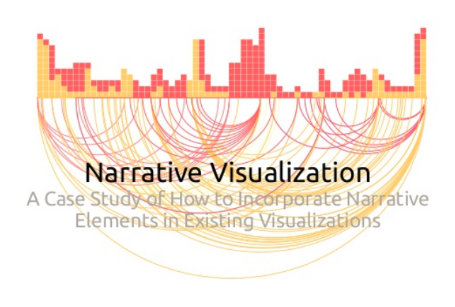 Narrative Visualization
A Case Study of How to Incorporate Narrative
Elements in Existing Visualizations